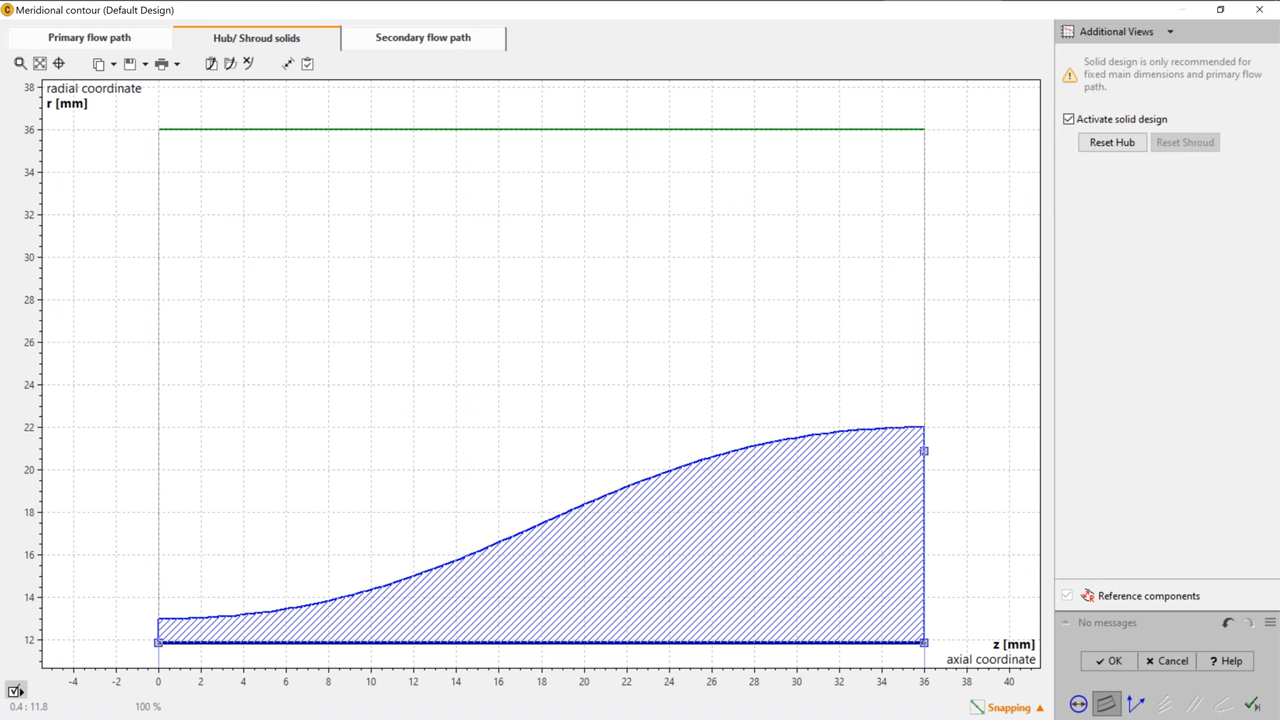 Meridional contour (Default Design)
Primary flow path
Hub/ Shroud solids
Secondary flow path
Additional Views
Solid design is only recommended for
fixed main dimensions and primary flow
path.
Activate solid design
Reset Hub
Reset Shroud
radial coordinate
r [mm]
38
36
34
32
30
28
26
24
22
20
18
16
14
12
z [mm]
axial coordinate
-4 -2 0 2 4 6 8 10 12 14 16 18 20 22 24 26 28 30 32 34 36 38 40
Reference components
No messages
OK
Cancel
? Help
0.4 : 11.8
100 %
Snapping